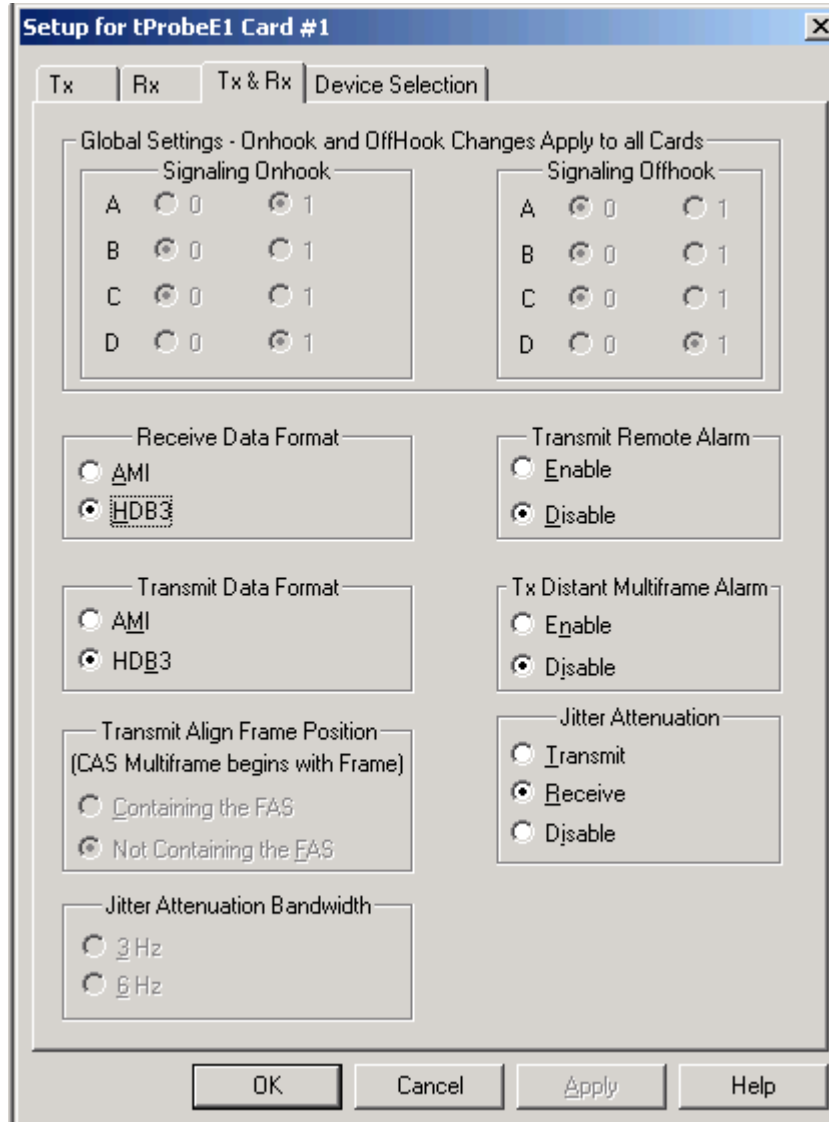 Setup for tProbeE1 Card #1
Tx Rx Tx & Rx Device Selection
Global Settings - Onhook and OffHook Changes Apply to all Cards
Signaling Onhook
A 0 1
B 0 1
C 0 1
D 0 1
Signaling Offhook
A 0 1
B 0 1
C 0 1
D 0 1
Receive Data Format
AMI
HDB3
Transmit Remote Alarm
Enable
Disable
Transmit Data Format
AMI
HDB3
Tx Distant Multiframe Alarm
Enable
Disable
Transmit Align Frame Position
(CAS Multiframe begins with Frame)
Containing the FAS
Not Containing the FAS
Jitter Attenuation
Transmit
Receive
Disable
Jitter Attenuation Bandwidth
3 Hz
6 Hz
OK Cancel Apply Help